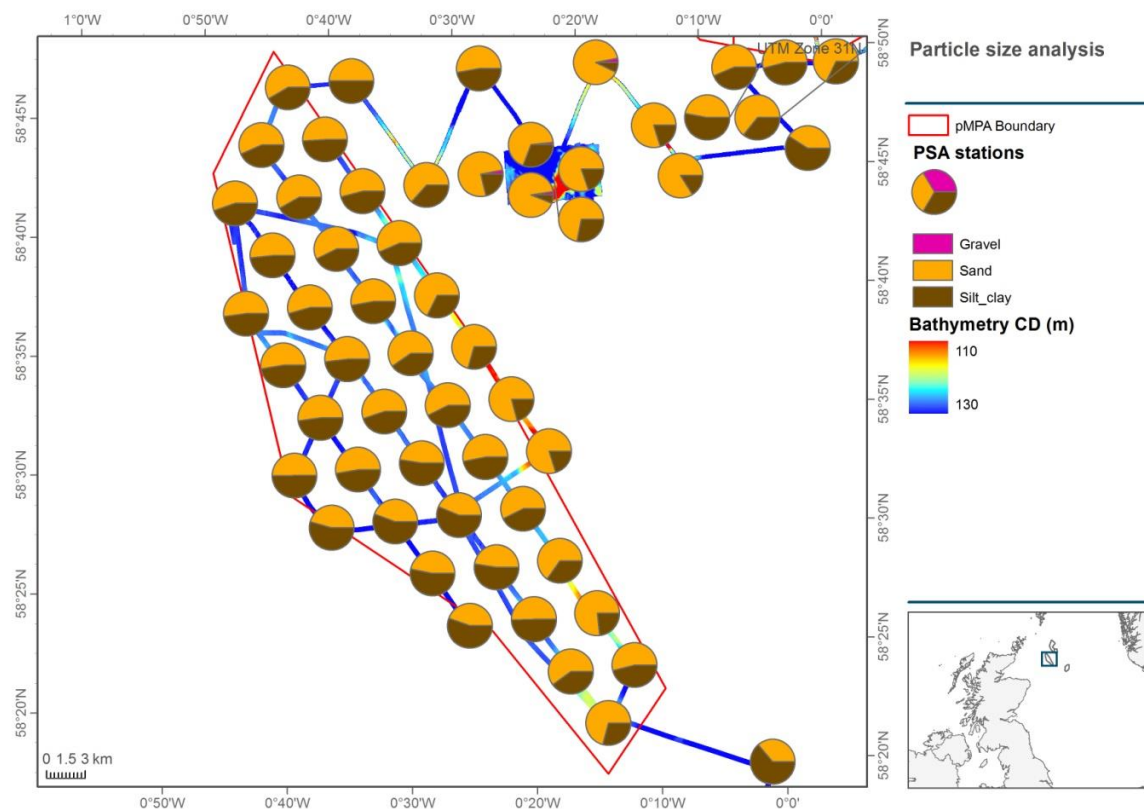 1°0'W 0°50'W 0°40'W 0°30'W 0°20'W 0°10'W 0°0'
UTM Zone 31N
58°45'N
58°40'N
58°35'N
58°30'N
58°25'N
58°20'N
58°50'N
58°45'N
58°40'N
58°35'N
58°30'N
58°25'N
58°20'N
0 1.5 3 km
0°50'W 0°40'W 0°30'W 0°20'W 0°10'W 0°0'
Particle size analysis
pMPA Boundary
PSA stations
Gravel
Sand
Silt_clay
Bathymetry CD (m)
110
130